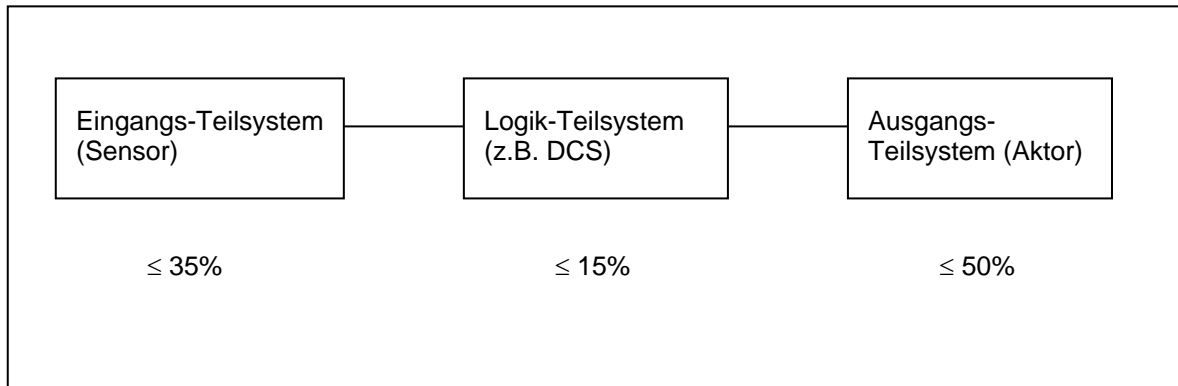 Eingangs-Teilsystem
(Sensor)
Logik-Teilsystem
(z.B. DCS)
Ausgangs-
Teilsystem (Aktor)
≤ 35%
≤ 15%
≤ 50%